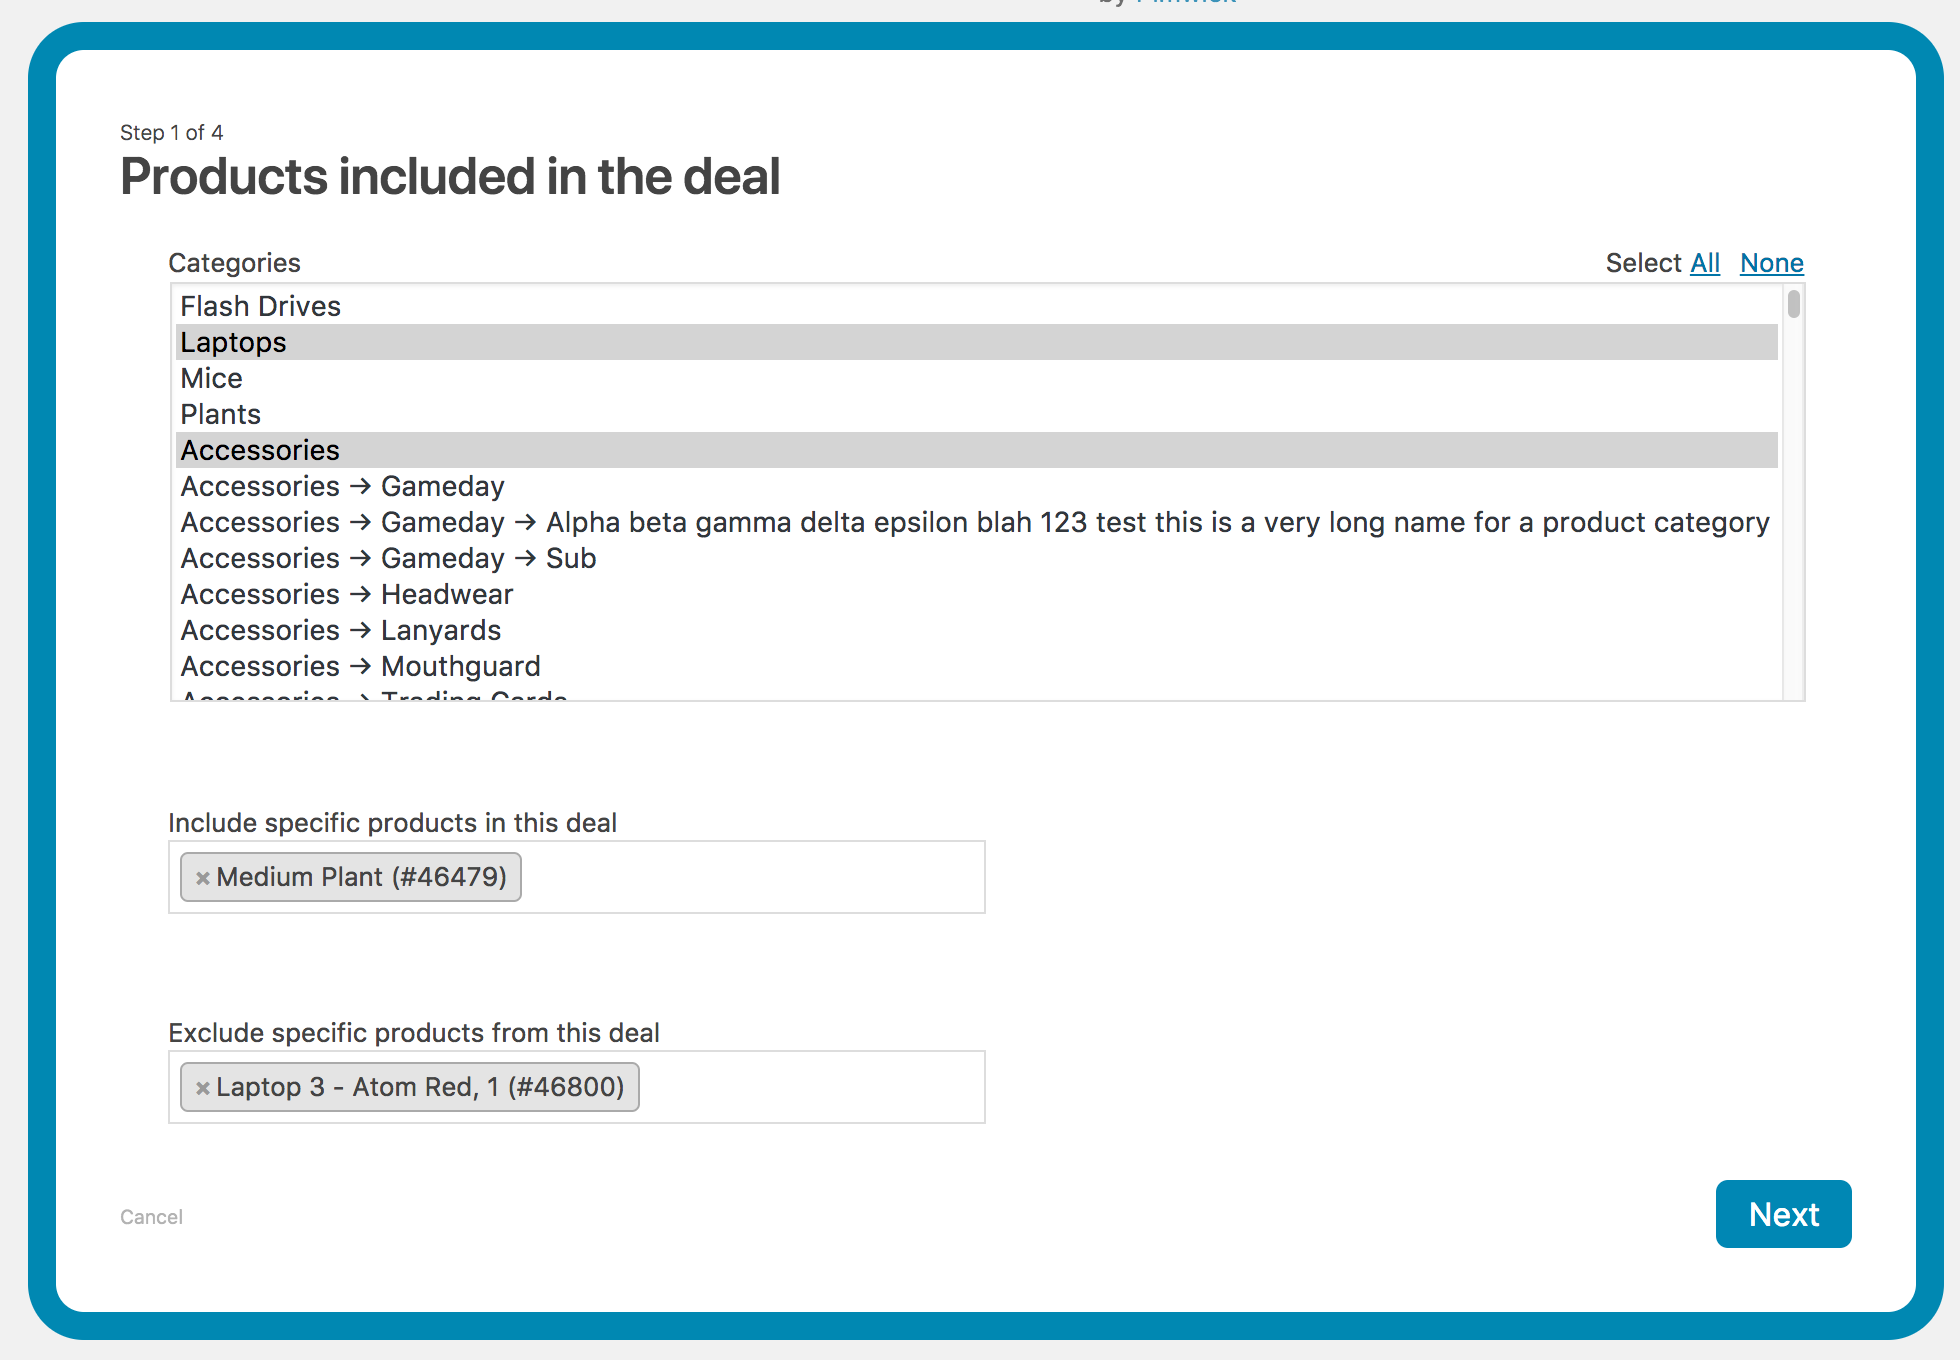 Step 1 of 4
Products included in the deal
Categories
Select All None
Flash Drives
Laptops
Mice
Plants
Accessories
Accessories → Gameday
Accessories → Gameday → Alpha beta gamma delta epsilon blah 123 test this is a very long name for a product category
Accessories → Gameday → Sub
Accessories → Headwear
Accessories → Lanyards
Accessories → Mouthguard
Accessories → Trading Cards
Include specific products in this deal
× Medium Plant (#46479)
Exclude specific products from this deal
× Laptop 3 - Atom Red, 1 (#46800)
Cancel
Next